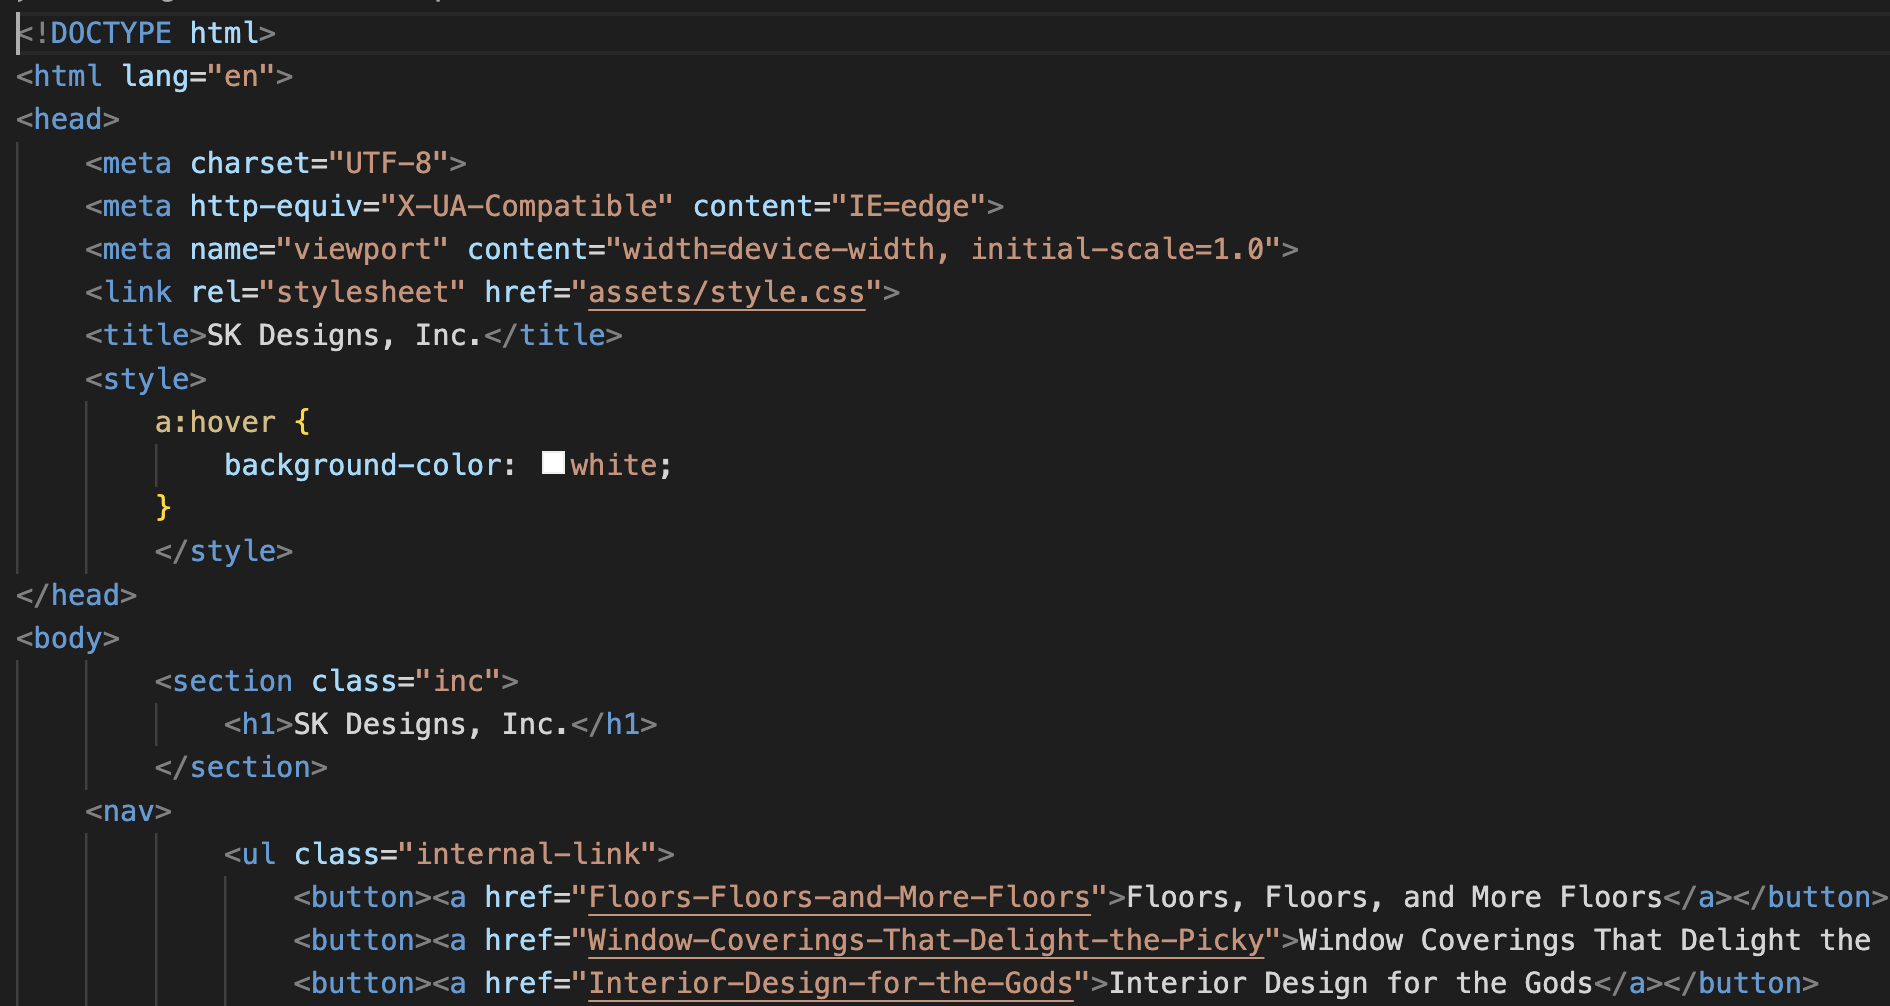 <!DOCTYPE html>
<html lang="en">
<head>
    <meta charset="UTF-8">
    <meta http-equiv="X-UA-Compatible" content="IE=edge">
    <meta name="viewport" content="width=device-width, initial-scale=1.0">
    <link rel="stylesheet" href="assets/style.css">
    <title>SK Designs, Inc.</title>
    <style>
        a:hover {
            background-color: white;
        }
        </style>
</head>
<body>
        <section class="inc">
            <h1>SK Designs, Inc.</h1>
        </section>
    <nav>
            <ul class="internal-link">
                <button><a href="Floors-Floors-and-More-Floors">Floors, Floors, and More Floors</a></button>
                <button><a href="Window-Coverings-That-Delight-the-Picky">Window Coverings That Delight the
                <button><a href="Interior-Design-for-the-Gods">Interior Design for the Gods</a></button>